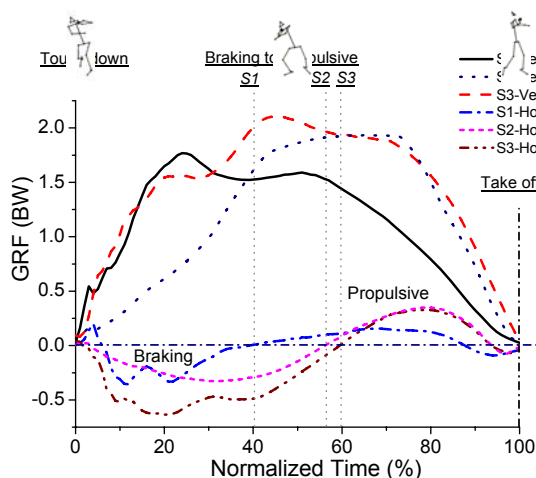 Touchdown
Braking to Propulsive
S1 S2 S3
S3-Ve
S1-Ho
S2-Ho
S3-Ho
Take of
2.0
1.5
1.0
0.5
0.0
-0.5
GRF (BW)
Propulsive
Braking
0 20 40 60 80 100
Normalized Time (%)